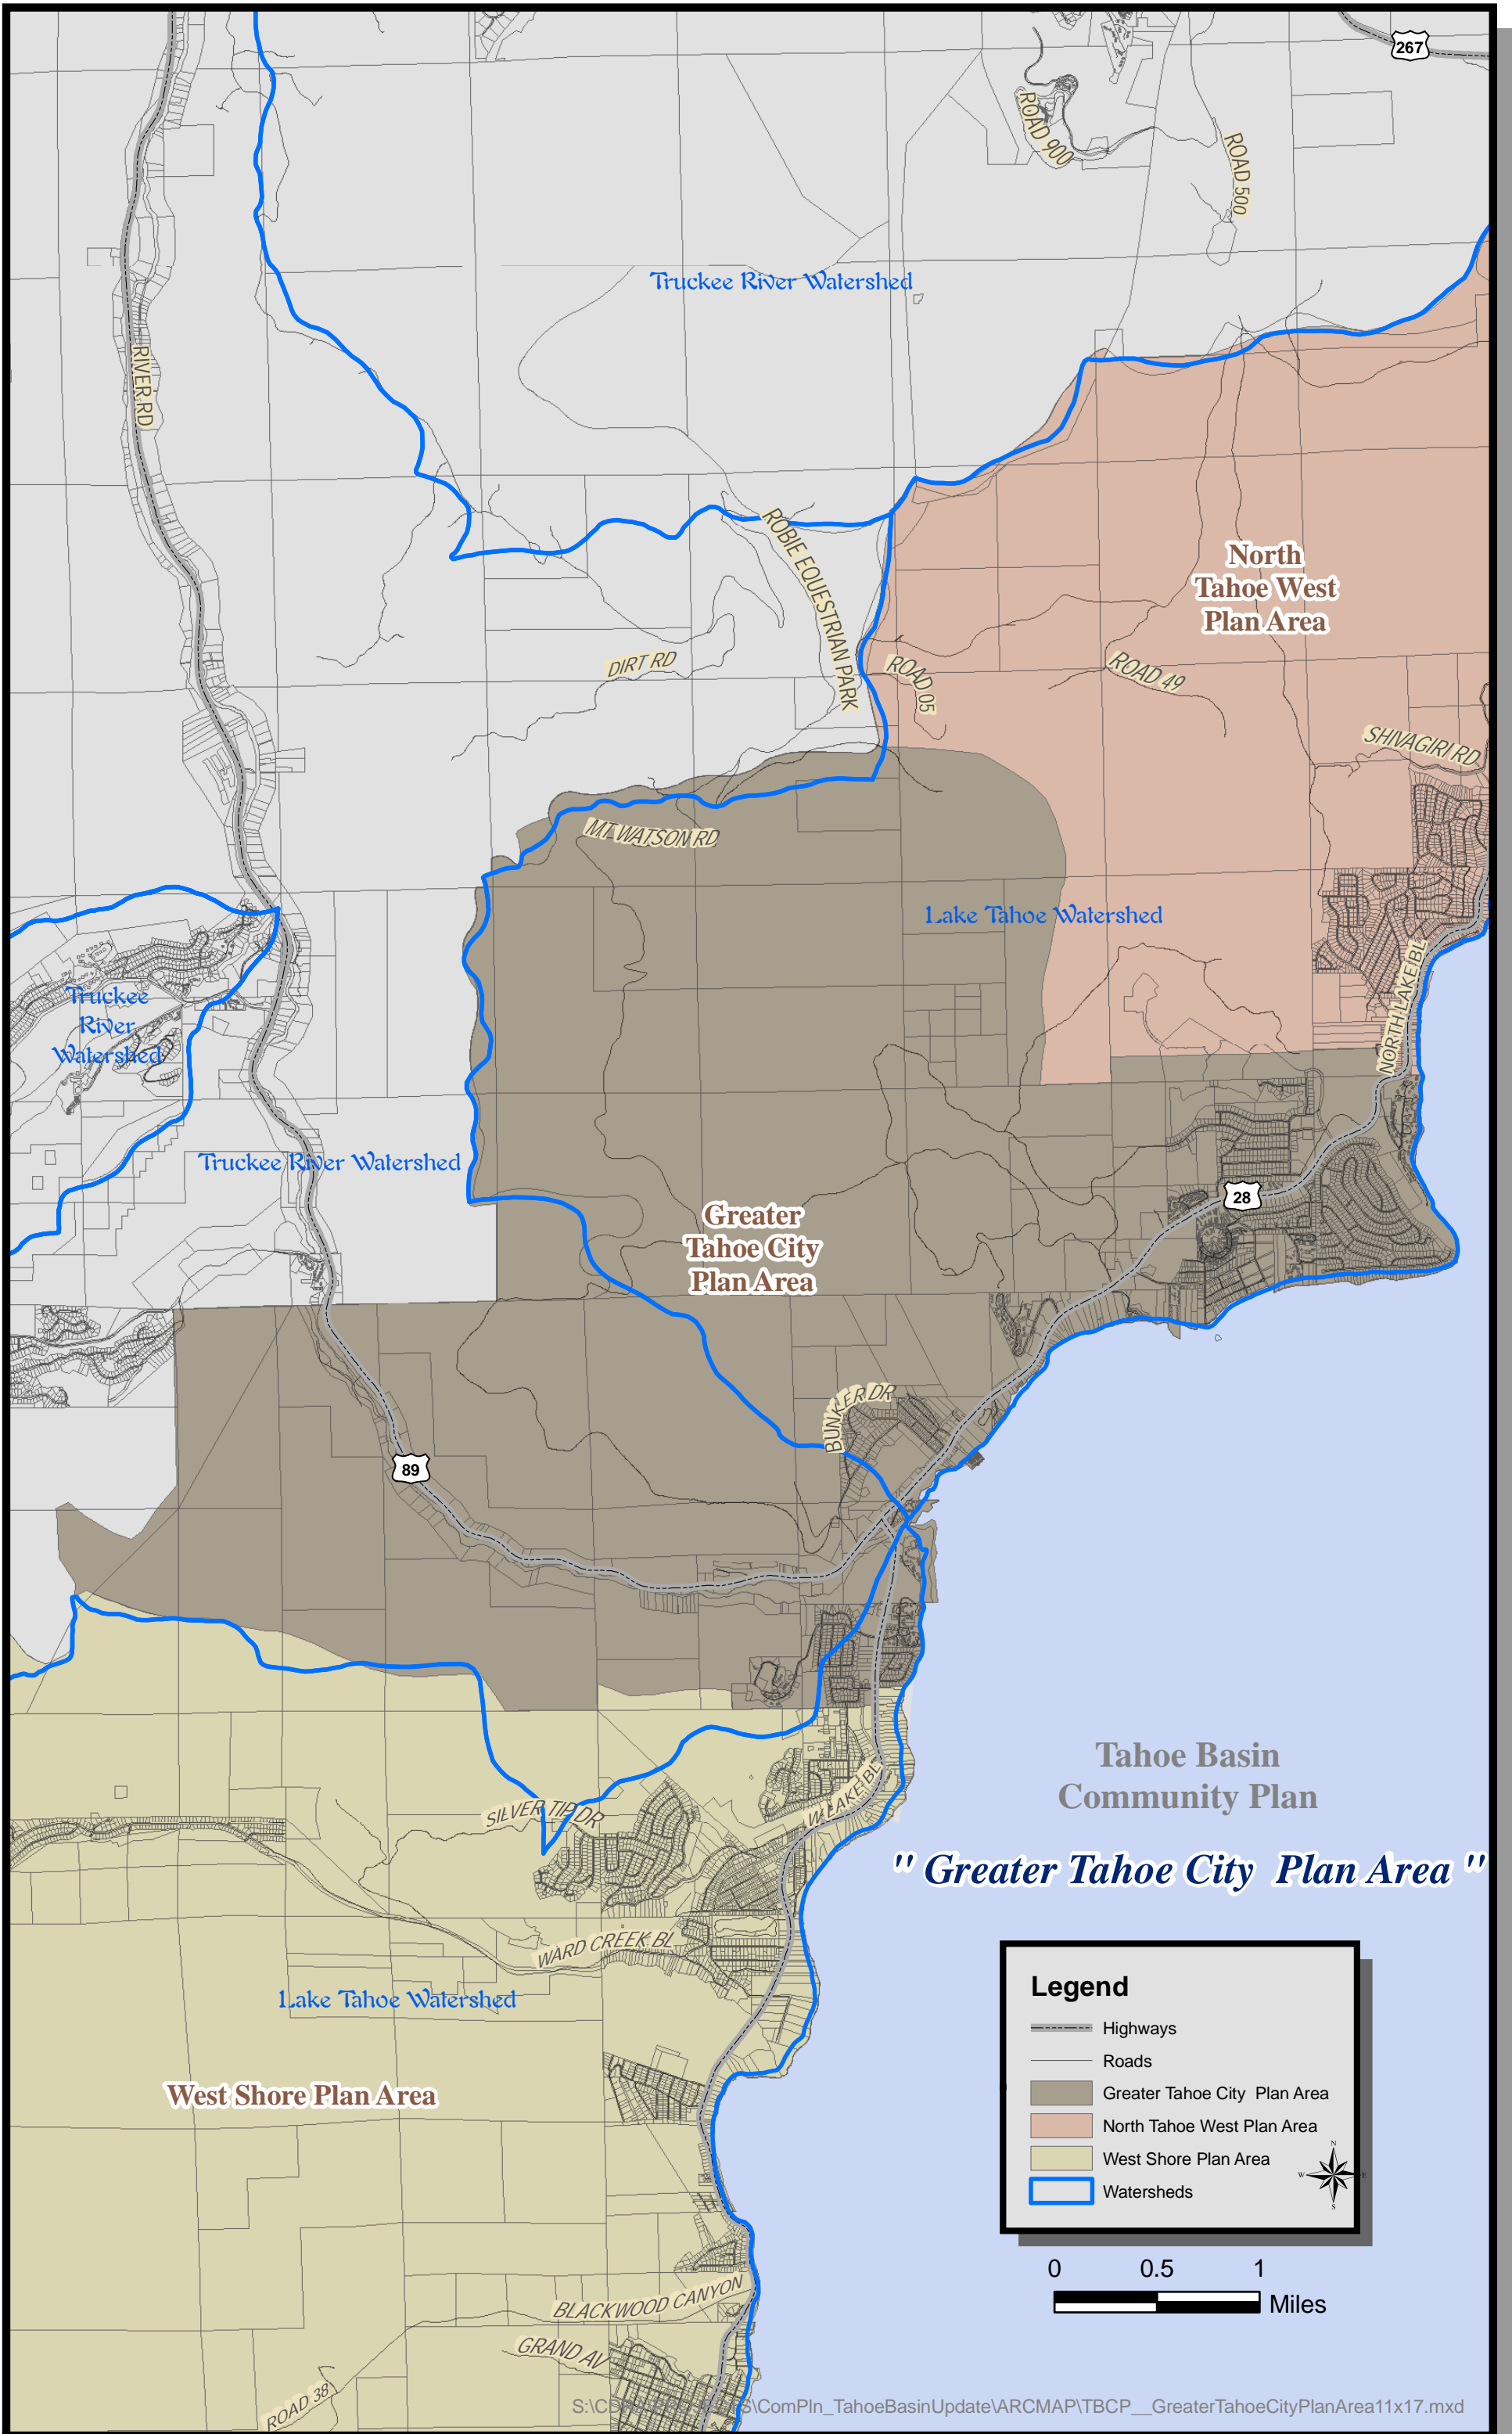 267
ROAD 900
ROAD 500
Truckee River Watershed
RIVER RD
ROBIE EQUESTRIAN PARK
North
Tahoe West
Plan Area
DIRT RD
ROAD 05
ROAD 49
SHIVAGIRI RD
MT WATSON RD
Lake Tahoe Watershed
NORTH LAKE BL
Truckee
River
Watershed
Truckee River Watershed
28
Greater
Tahoe City
Plan Area
BUNKER DR
89
Tahoe Basin
Community Plan
" Greater Tahoe City Plan Area "
SILVER TIP DR
W LAKE BL
WARD CREEK BL
Lake Tahoe Watershed
West Shore Plan Area
Legend
Highways
Roads
Greater Tahoe City Plan Area
North Tahoe West Plan Area
West Shore Plan Area
Watersheds
N
W E
S
0 0.5 1
Miles
BLACKWOOD CANYON
GRAND AV
ROAD 38
S\ComPln_TahoeBasinUpdate\ARCMAP\TBCP__GreaterTahoeCityPlanArea11x17.mxd